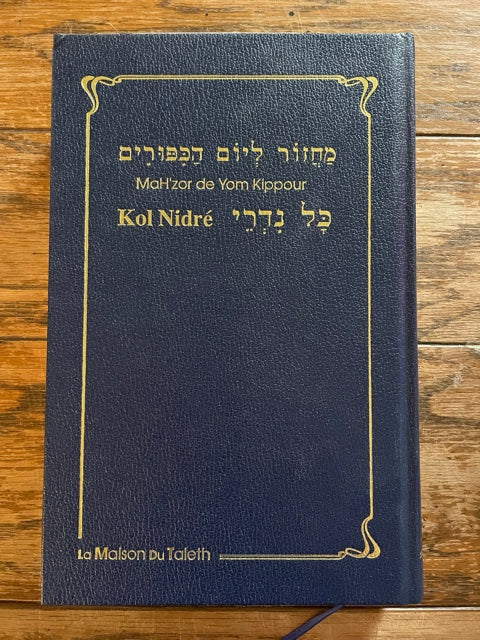 מַחֲזוֹר לְיוֹם הַכִּפּוּרִים
MaH'zor de Yom Kippour
Kol Nidré כָּל נִדְרֵי
La Maison Du Taleth